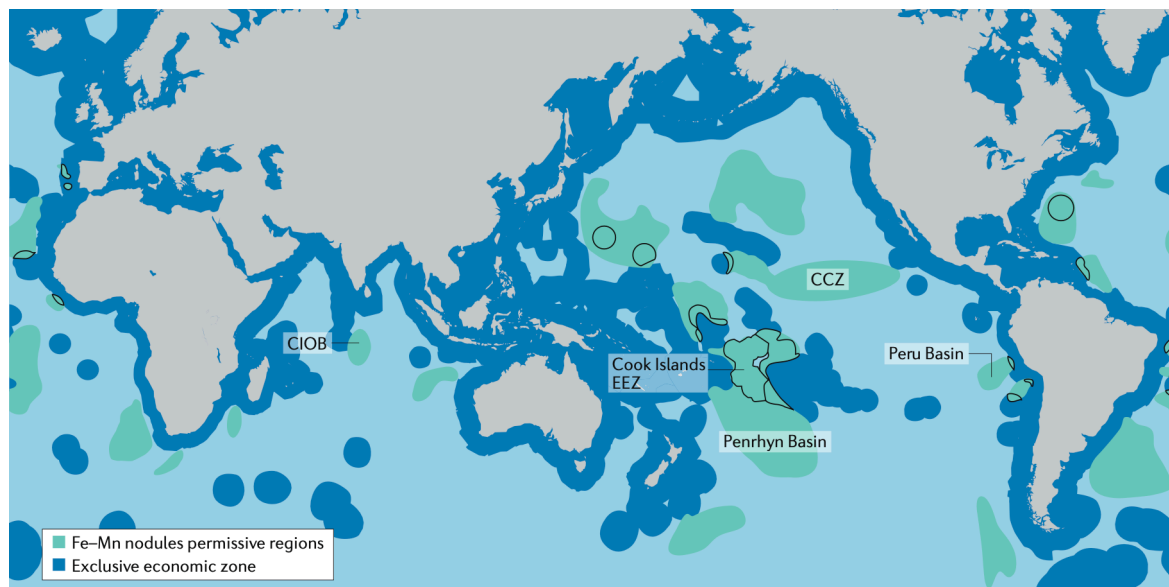 CCZ
CIOB
Peru Basin
Cook Islands
EEZ
Penrhyn Basin
Fe–Mn nodules permissive regions
Exclusive economic zone